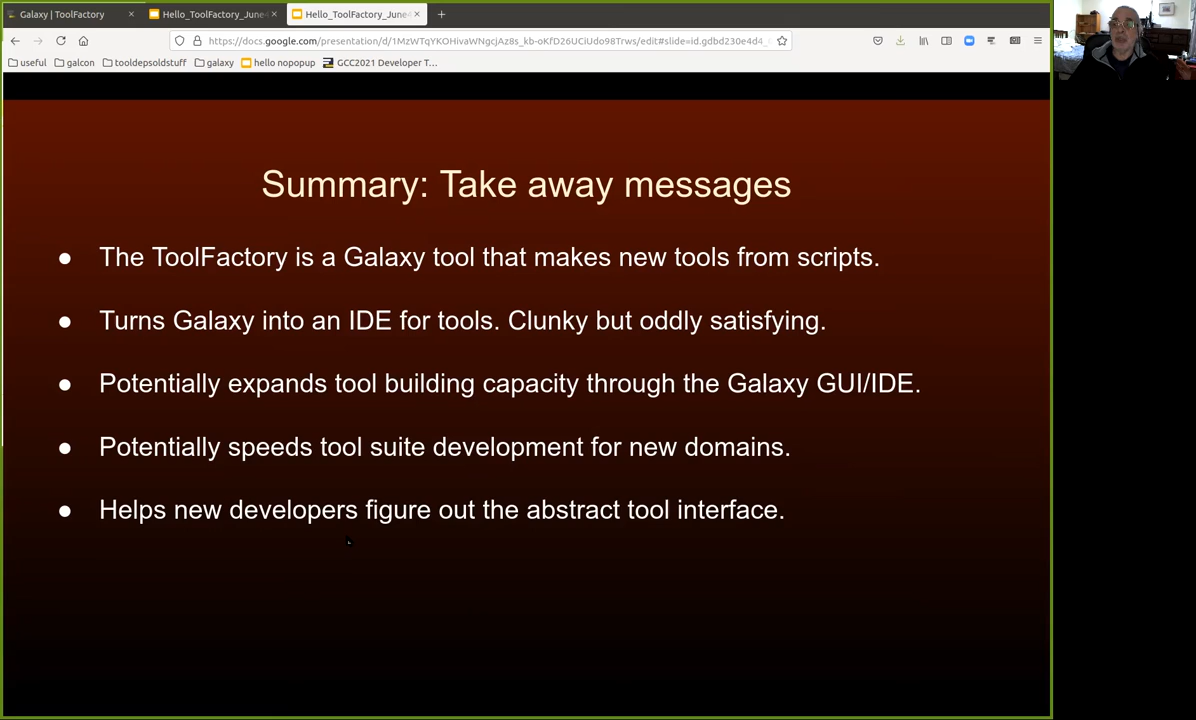 Galaxy | ToolFactory
Hello_ToolFactory_June
Hello_ToolFactory_June
https://docs.google.com/presentation/d/1MzWTqYKOHivaWNgcjAz8s_kb-oKfD26UCiUdo98Trws/edit#slide=id.gdbd230e4d4_
useful
galcon
tooldepsoldstuff
galaxy
hello nopopup
GCC2021 Developer T...
Summary: Take away messages
● The ToolFactory is a Galaxy tool that makes new tools from scripts.
● Turns Galaxy into an IDE for tools. Clunky but oddly satisfying.
● Potentially expands tool building capacity through the Galaxy GUI/IDE.
● Potentially speeds tool suite development for new domains.
● Helps new developers figure out the abstract tool interface.